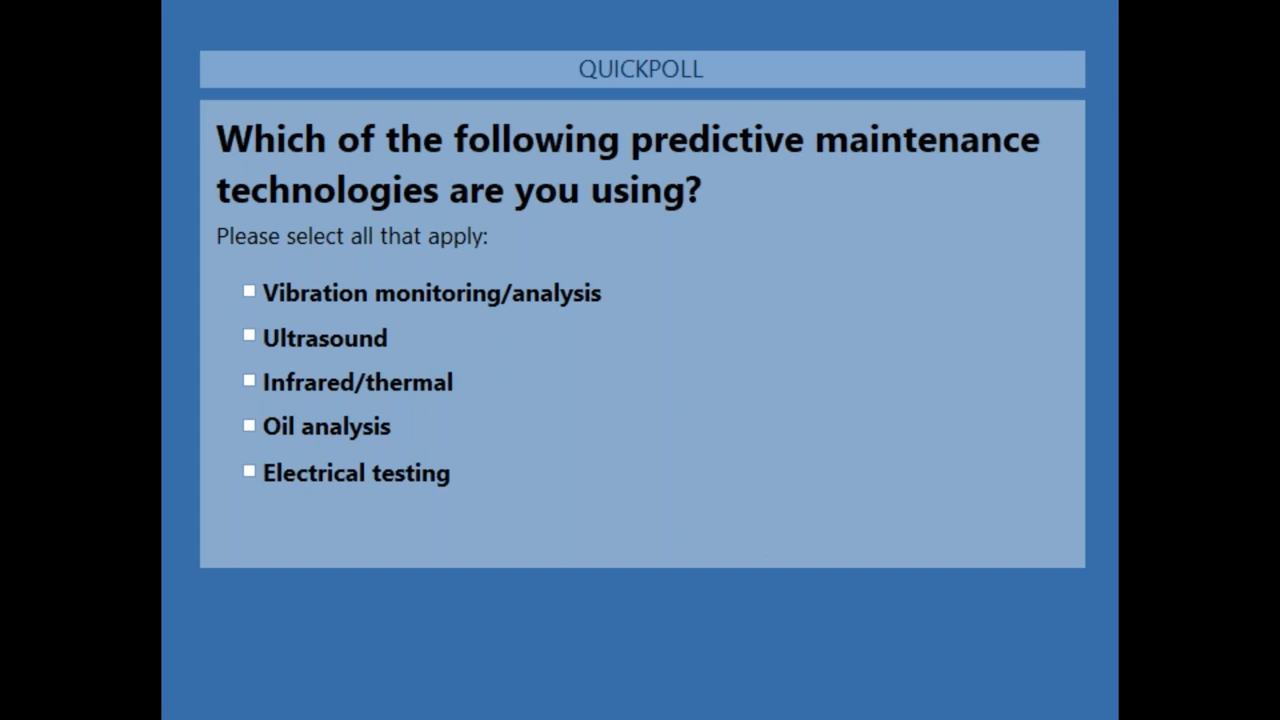 QUICKPOLL
Which of the following predictive maintenance
technologies are you using?
Please select all that apply:
Vibration monitoring/analysis
Ultrasound
Infrared/thermal
Oil analysis
Electrical testing